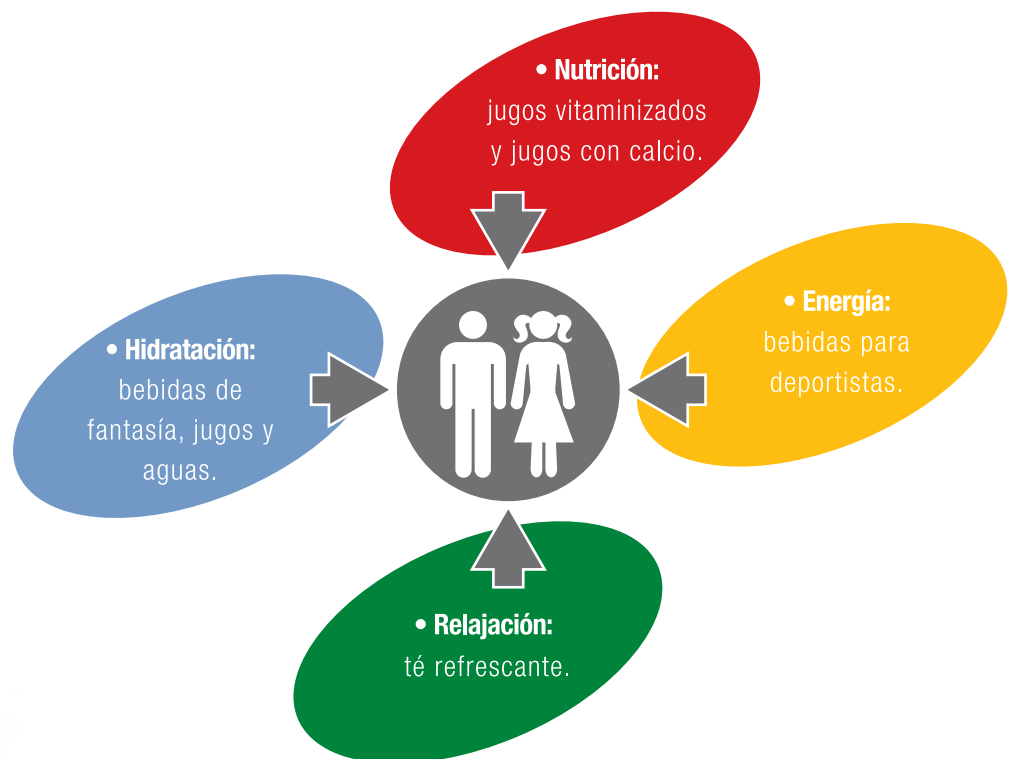 • Nutrición:
jugos vitaminizados
y jugos con calcio.
• Energía:
bebidas para
deportistas.
• Hidratación:
bebidas de
fantasía, jugos y
aguas.
• Relajación:
té refrescante.